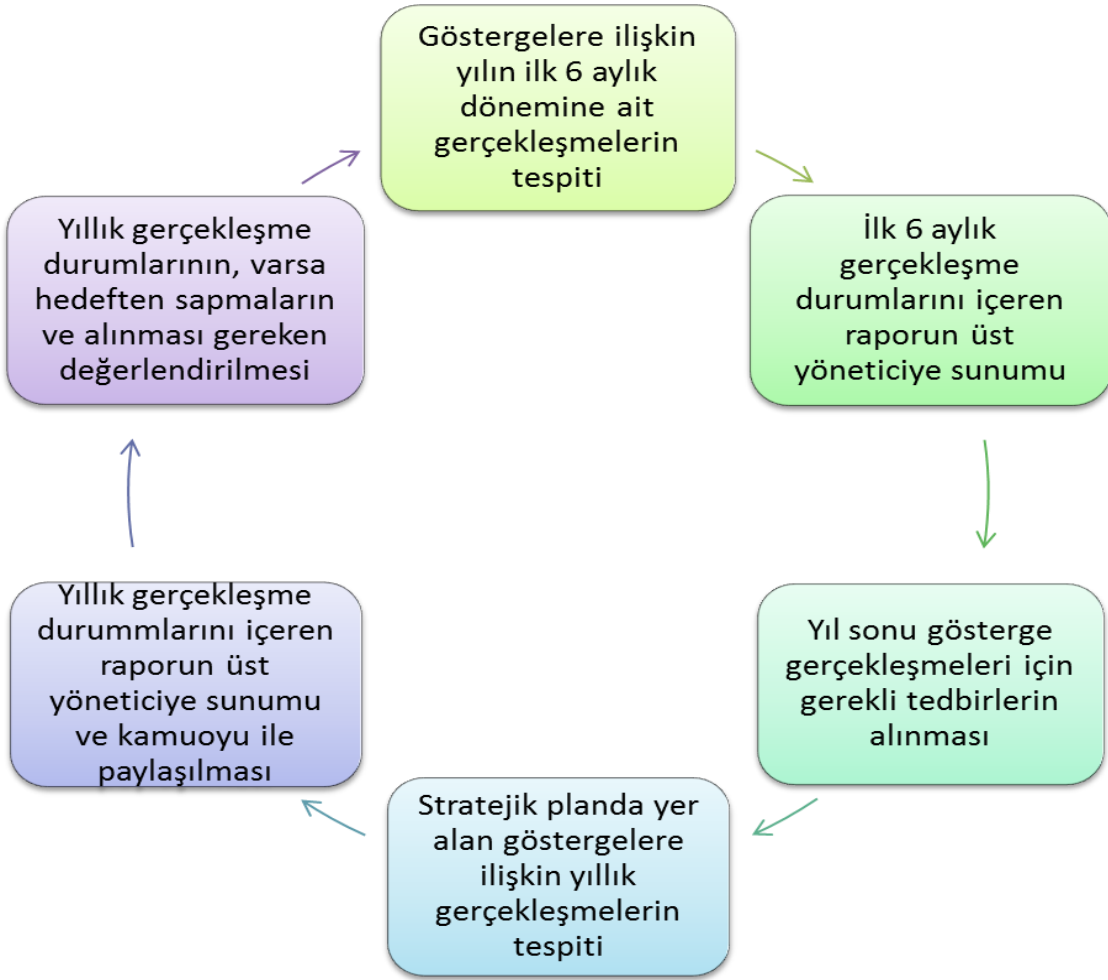 Göstergelere ilişkin
yılın ilk 6 aylık
dönemine ait
gerçekleşmelerin
tespiti
İlk 6 aylık
gerçekleşme
durumlarını içeren
raporun üst
yöneticiye sunumu
Yıl sonu gösterge
gerçekleşmeleri için
gerekli tedbirlerin
alınması
Stratejik planda yer
alan göstergelere
ilişkin yıllık
gerçekleşmelerin
tespiti
Yıllık gerçekleşme
durummlarını içeren
raporun üst
yöneticiye sunumu
ve kamuoyu ile
paylaşılması
Yıllık gerçekleşme
durumlarının, varsa
hedeften sapmaların
ve alınması gereken
değerlendirilmesi